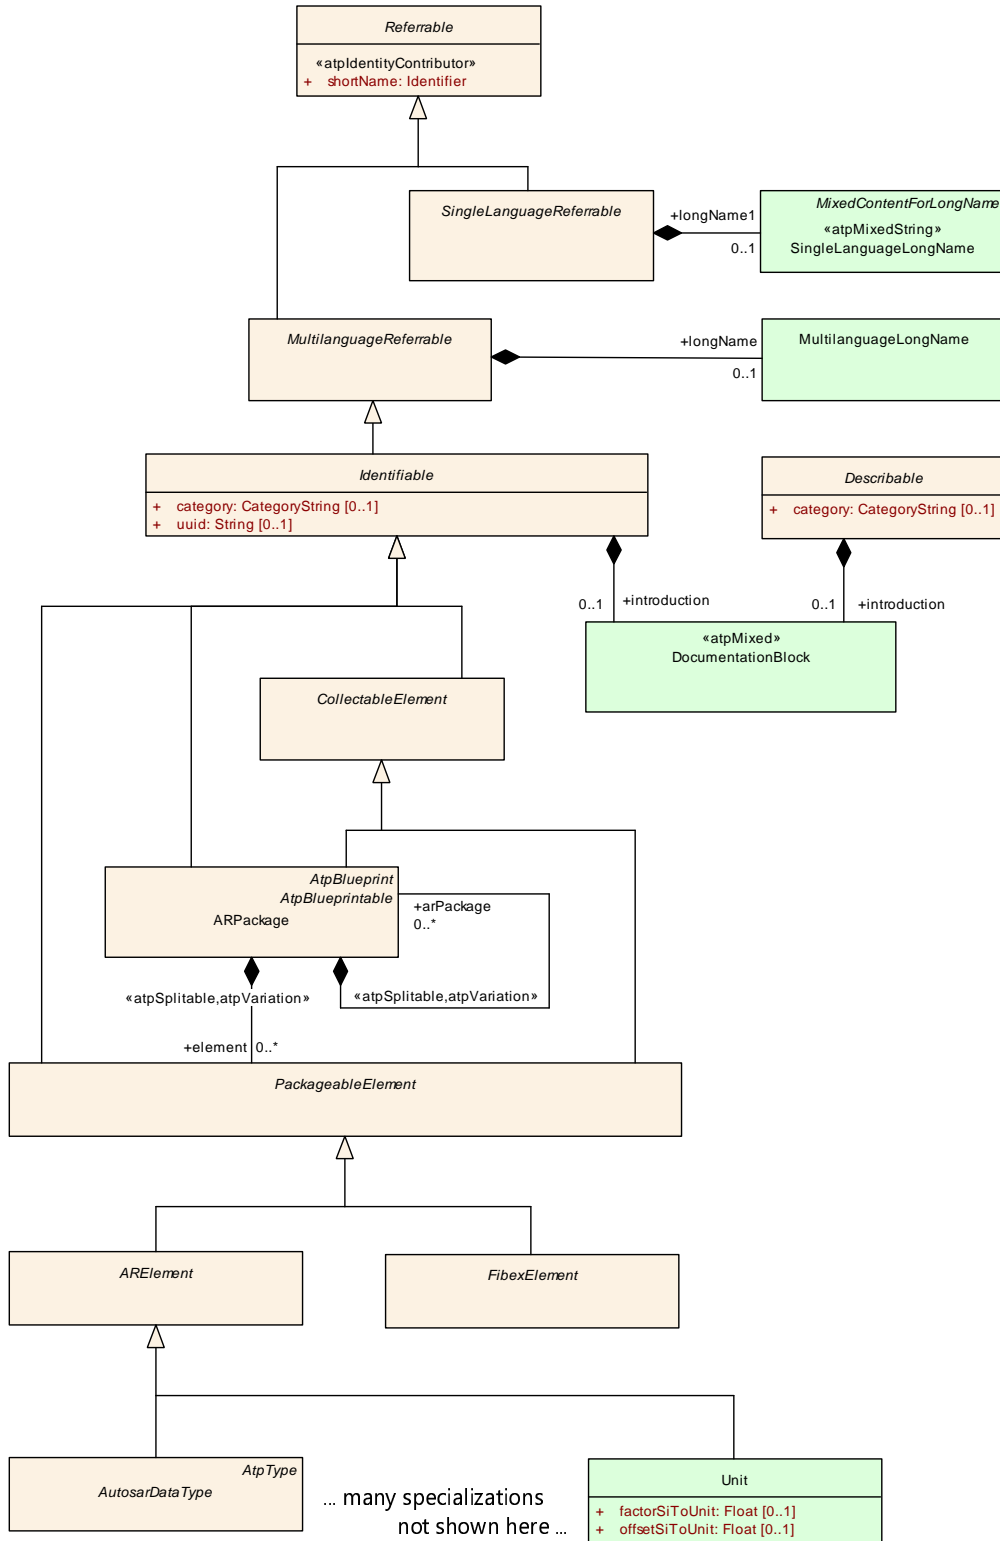 Referrable
«atpIdentityContributor»
+ shortName: Identifier
SingleLanguageReferrable
+longName1
0..1
MixedContentForLongName
«atpMixedString»
SingleLanguageLongName
MultilanguageReferrable
+longName
0..1
MultilanguageLongName
Identifiable
+ category: CategoryString [0..1]
+ uuid: String [0..1]
Describable
+ category: CategoryString [0..1]
0..1 +introduction
0..1 +introduction
«atpMixed»
DocumentationBlock
CollectableElement
AtpBlueprint
AtpBlueprintable
ARPackage
+arPackage
0..*
«atpSplitable,atpVariation»
«atpSplitable,atpVariation»
+element 0..*
PackageableElement
ARElement
FibexElement
AtpType
AutosarDataType
... many specializations
not shown here ...
Unit
+ factorSiToUnit: Float [0..1]
+ offsetSiToUnit: Float [0..1]